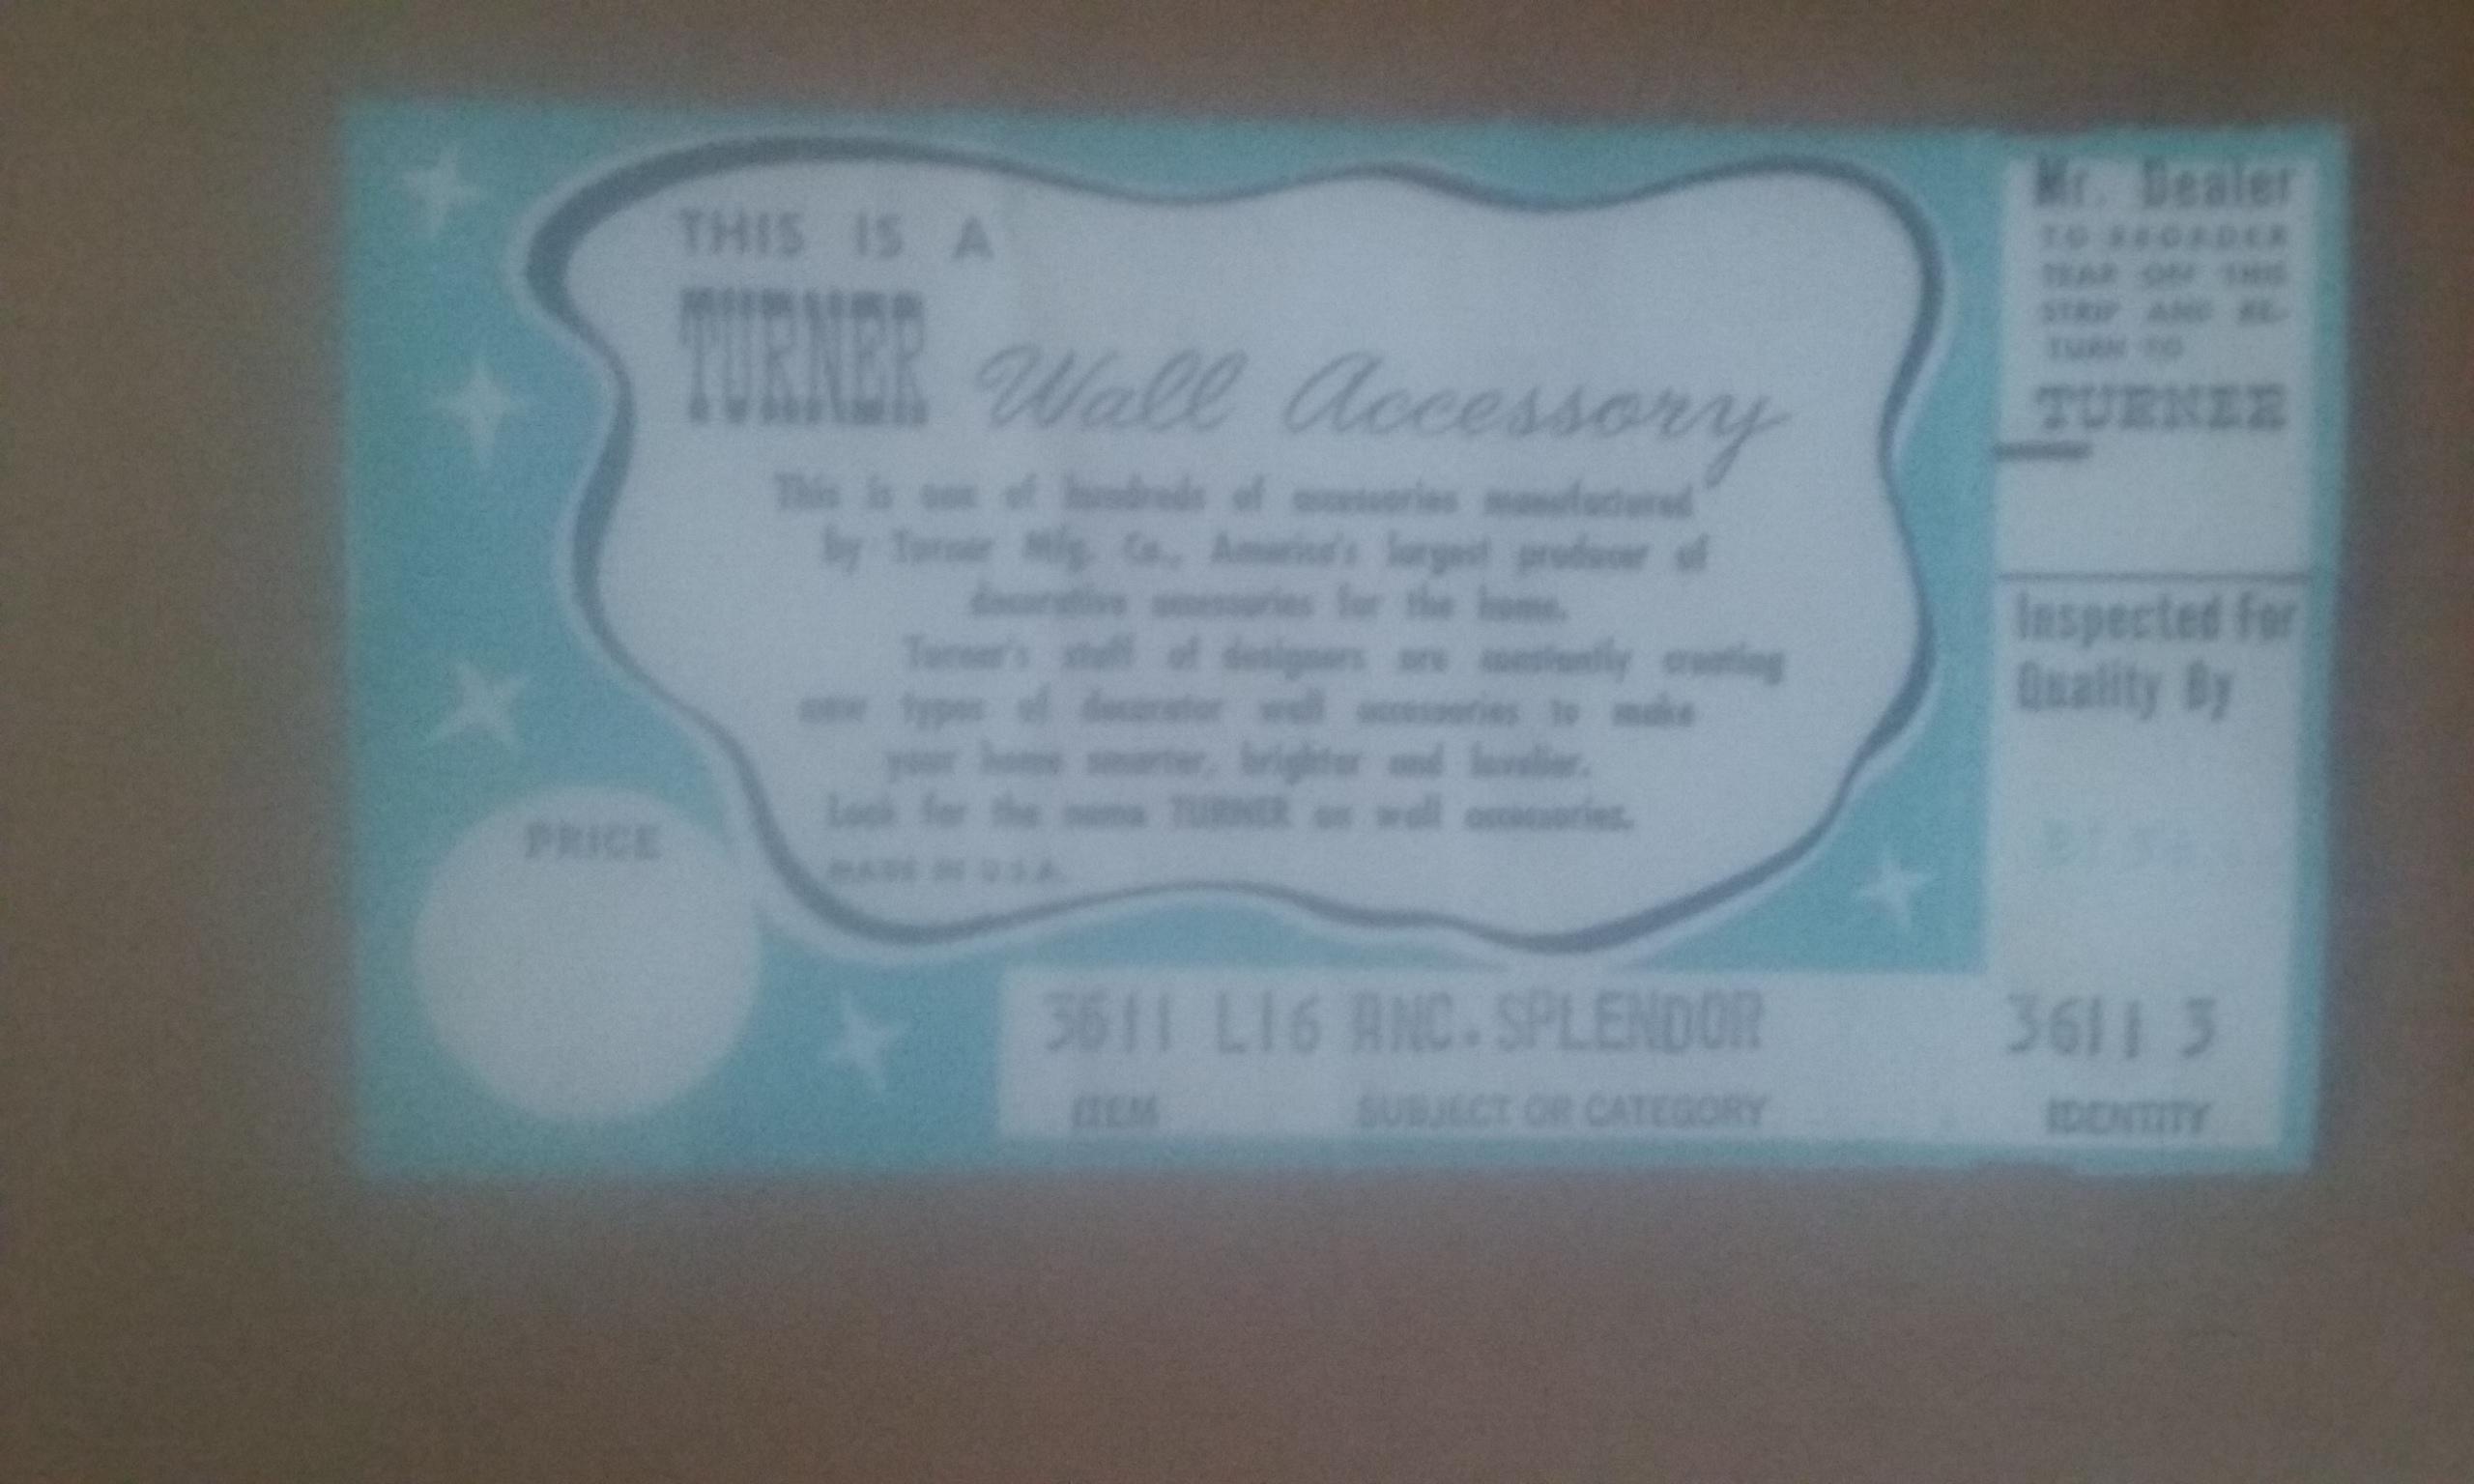 THIS IS A
TURNER Wall Accessory
This is one of hundreds of accessories manufactured
by Turner Mfg. Co., America's largest producer of
decorative accessories for the home.
Turner's staff of designers are constantly creating
new types of decorator wall accessories to make
your home smarter, brighter and lovelier.
Look for the name TURNER on wall accessories.
MADE IN U.S.A.
PRICE
3611 L16 ANC. SPLENDOR
ITEM SUBJECT OR CATEGORY
Mr. Dealer
TO REORDER
TEAR OFF THIS
STRIP AND RE-
TURN TO
TURNER
Inspected For
Quality By
3611 3
IDENTITY